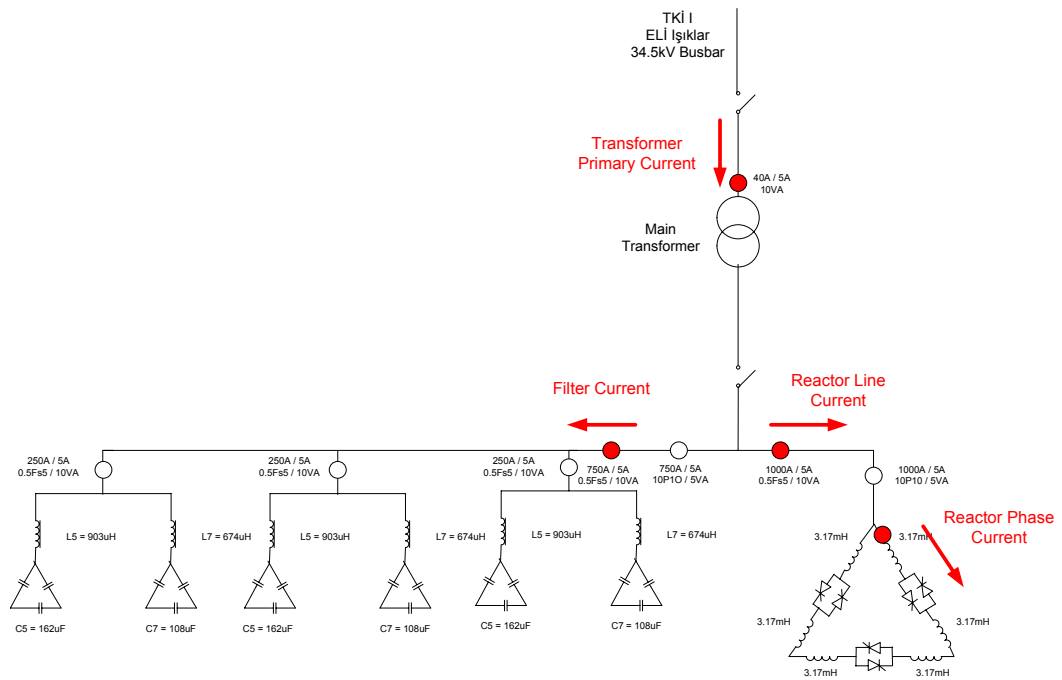 TKİ I
ELİ Işıklar
34.5kV Busbar
Transformer
Primary Current
40A / 5A
10VA
Main
Transformer
Filter Current
Reactor Line
Current
250A / 5A
0.5Fs5 / 10VA
250A / 5A
0.5Fs5 / 10VA
250A / 5A
0.5Fs5 / 10VA
750A / 5A
0.5Fs5 / 10VA
750A / 5A
10P1O / 5VA
1000A / 5A
0.5Fs5 / 10VA
1000A / 5A
10P10 / 5VA
Reactor Phase
Current
L5 = 903uH
L7 = 674uH
L5 = 903uH
L7 = 674uH
L5 = 903uH
L7 = 674uH
3.17mH
3.17mH
3.17mH
3.17mH
3.17mH
3.17mH
C5 = 162uF
C7 = 108uF
C5 = 162uF
C7 = 108uF
C5 = 162uF
C7 = 108uF